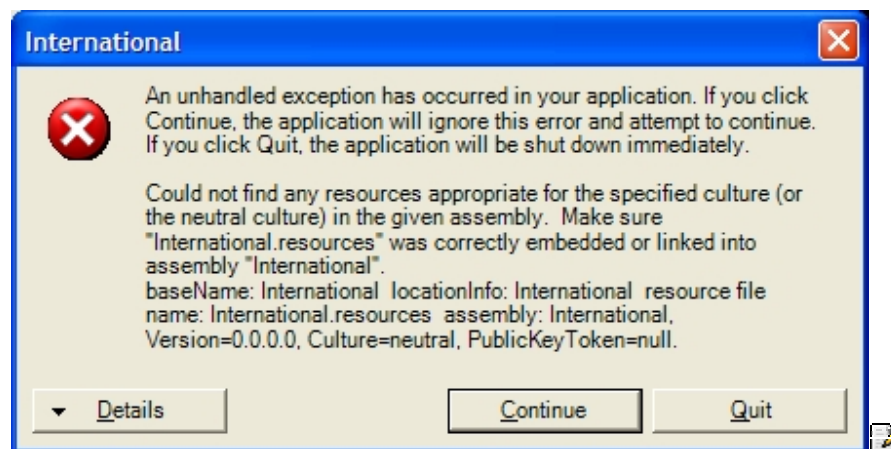 International
An unhandled exception has occurred in your application. If you click
Continue, the application will ignore this error and attempt to continue.
If you click Quit, the application will be shut down immediately.
Could not find any resources appropriate for the specified culture (or
the neutral culture) in the given assembly.  Make sure
"International.resources" was correctly embedded or linked into
assembly "International".
baseName: International  locationInfo: International  resource file
name: International.resources  assembly: International,
Version=0.0.0.0, Culture=neutral, PublicKeyToken=null.
Details
Continue
Quit